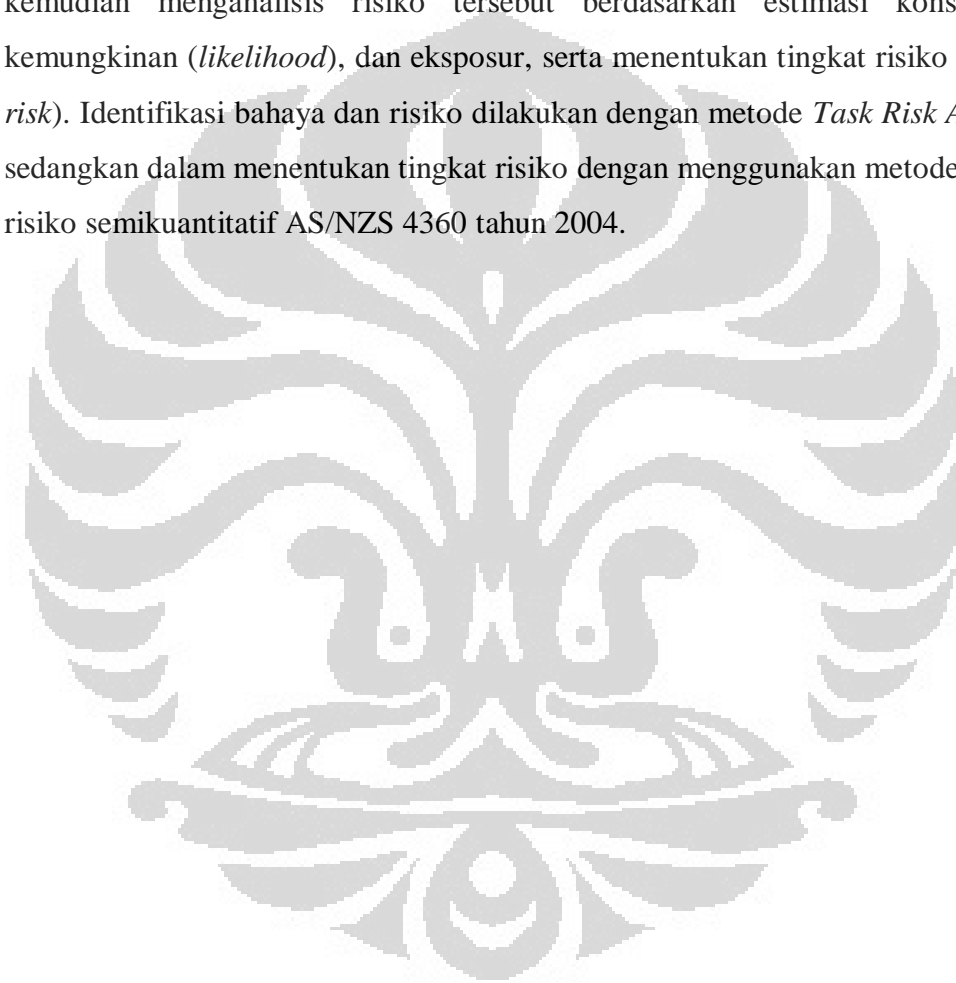 kemudian menganalisis risiko tersebut berdasarkan estimasi
kemungkinan (likelihood), dan eksposur, serta menentukan tingkat risiko
risk). Identifikasi bahaya dan risiko dilakukan dengan metode Task Risk
sedangkan dalam menentukan tingkat risiko dengan menggunakan metode
risiko semikuantitatif AS/NZS 4360 tahun 2004.